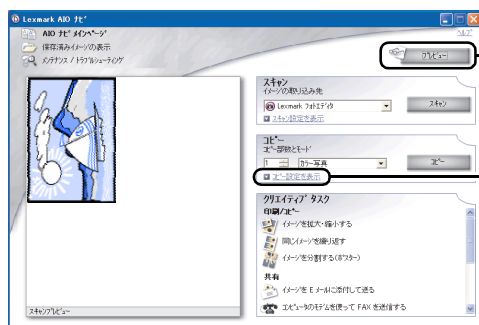 Lexmark AIO ナビ
AIO ナビ メインページ
ヘルプ
保存済みイメージの表示
メンテナンス / トラブルシューティング
プレビュー
スキャン
イメージの取り込み先
Lexmark フォトエディタ
スキャン
スキャン設定を表示
コピー
コピー部数とモード
1
カラー写真
コピー
コピー設定を表示
クリエイティブ タスク
印刷/コピー
イメージを拡大・縮小する
同じイメージを繰り返す
イメージを分割する(ポスター)
共有
イメージを E メールに添付して送る
コンピュータのモデムを使って FAX を送信する
スキャンプレビュー